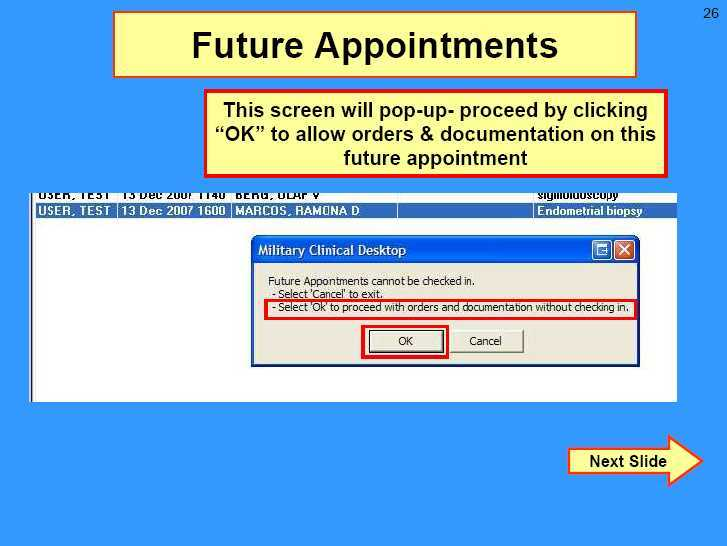 26
Future Appointments
This screen will pop-up- proceed by clicking
“OK” to allow orders & documentation on this
future appointment
USER, TEST 13 Dec 2007 1140 BERG, OLAF V sigmoidoscopy
USER, TEST 13 Dec 2007 1600 MARCOS, RAMONA D Endometrial biopsy
Military Clinical Desktop
Future Appontments cannot be checked in.
- Select 'Cancel' to exit.
- Select 'Ok' to proceed with orders and documentation without checking in.
OK Cancel
Next Slide